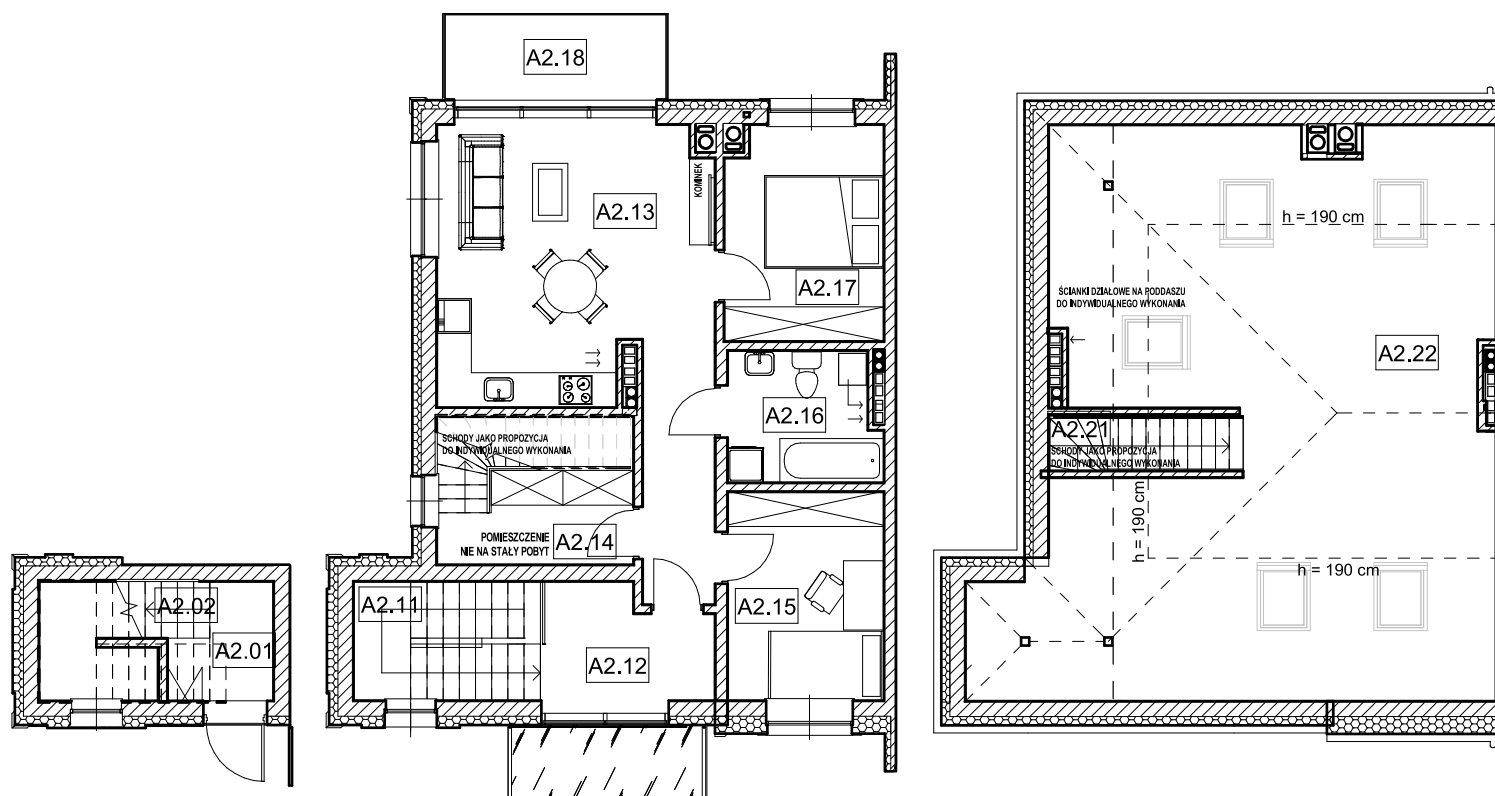 A2.02
A2.01
A2.18
KOMINEK
A2.13
A2.17
A2.16
SCHODY JAKO PROPOZYCJA
DO INDYWIDUALNEGO WYKONANIA
POMIESZCZENIE
NIE NA STAŁY POBYT
A2.14
A2.11
A2.12
A2.15
h = 190 cm
ŚCIANKI DZIAŁOWE NA PODDASZU
DO INDYWIDUALNEGO WYKONANIA
A2.22
A2.21
SCHODY JAKO PROPOZYCJA
DO INDYWIDUALNEGO WYKONANIA
h = 190 cm
h = 190 cm